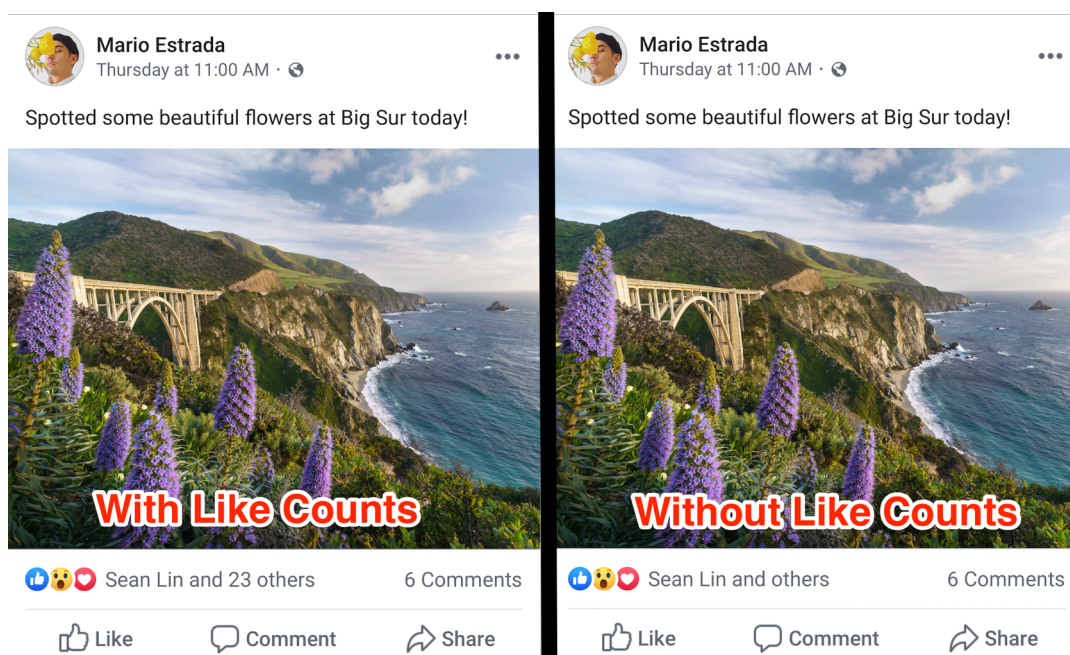 Mario Estrada
Thursday at 11:00 AM ·
Spotted some beautiful flowers at Big Sur today!
With Like Counts
Sean Lin and 23 others 6 Comments
Like Comment Share
Mario Estrada
Thursday at 11:00 AM ·
Spotted some beautiful flowers at Big Sur today!
Without Like Counts
Sean Lin and others 6 Comments
Like Comment Share